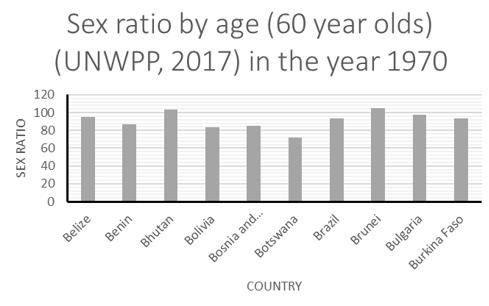 Sex ratio by age (60 year olds)
(UNWPP, 2017) in the year 1970
SEX RATIO
120
100
80
60
40
20
0
Belize
Benin
Bhutan
Bolivia
Bosnia and...
Botswana
Brazil
Brunei
Bulgaria
Burkina Faso
COUNTRY